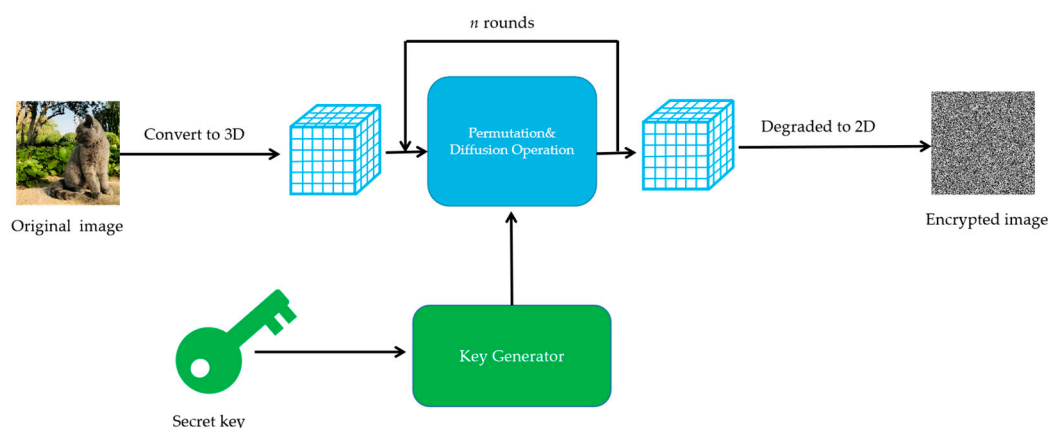 n rounds
Convert to 3D
Permutation&
Diffusion Operation
Degraded to 2D
Original image
Encrypted image
Key Generator
Secret key